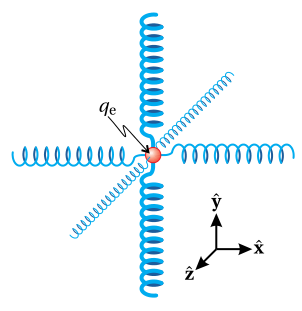 qe
ŷ
x̂
ẑ